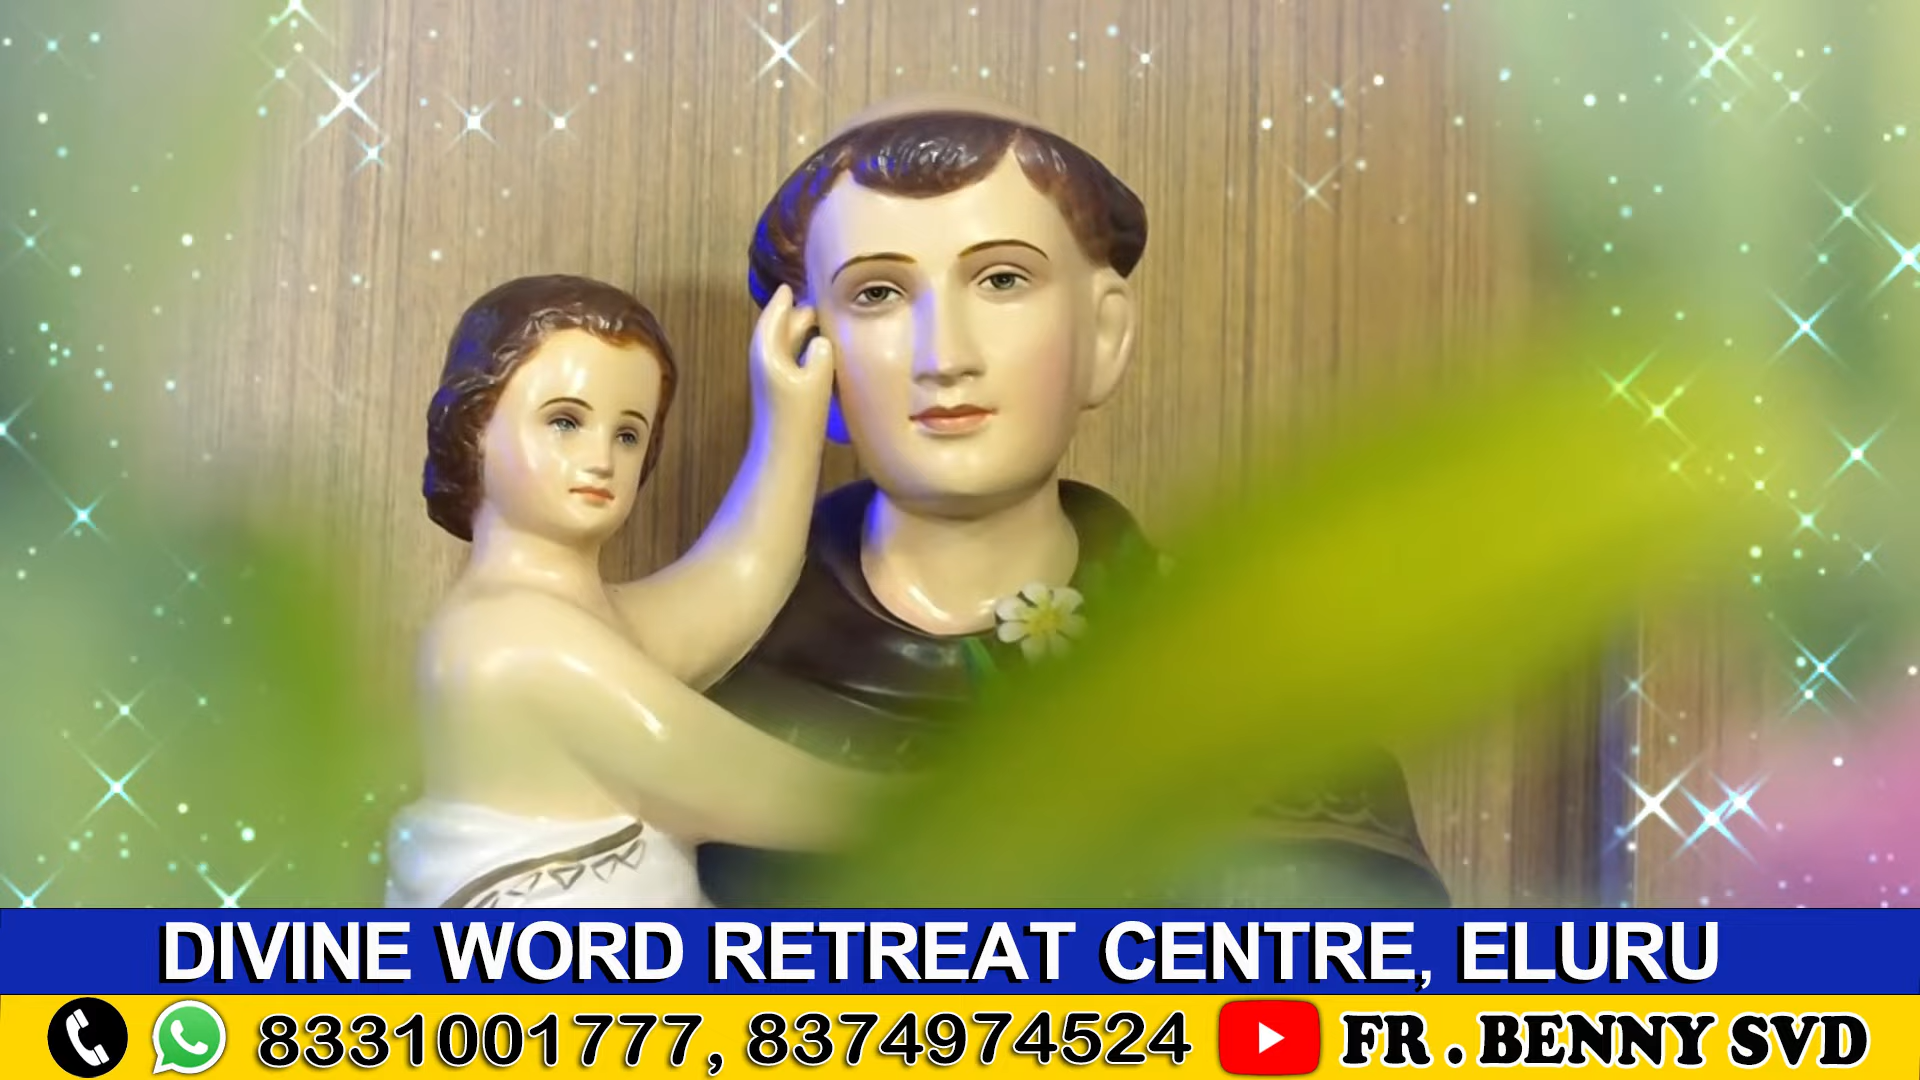 DIVINE WORD RETREAT CENTRE, ELURU
8331001777, 8374974524 FR . BENNY SVD